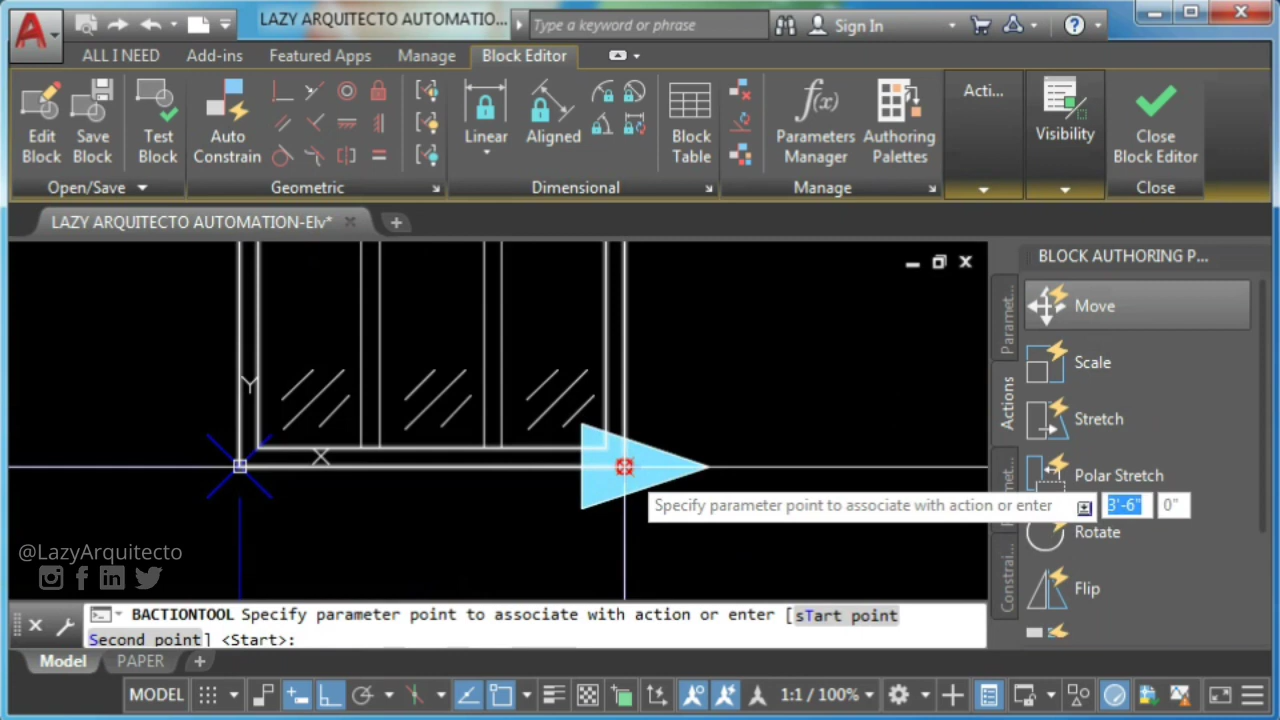 LAZY ARQUITECTO AUTOMATIO...
Type a keyword or phrase
Sign In
ALL I NEED
Add-ins
Featured Apps
Manage
Block Editor
Edit Block
Save Block
Test Block
Auto Constrain
Linear
Aligned
Block Table
f(x)
Parameters Manager
Authoring Palettes
Acti...
Visibility
Close Block Editor
Open/Save
Geometric
Dimensional
Manage
Close
LAZY ARQUITECTO AUTOMATION-Elv*
BLOCK AUTHORING P...
Paramet...
Actions
Constrai...
Move
Scale
Stretch
Polar Stretch
Rotate
Flip
Y
X
Specify parameter point to associate with action or enter
3'-6"
0"
@LazyArquitecto
BACTIONTOOL Specify parameter point to associate with action or enter [sTart point
Second point] <Start>:
Model
PAPER
MODEL
1:1 / 100%